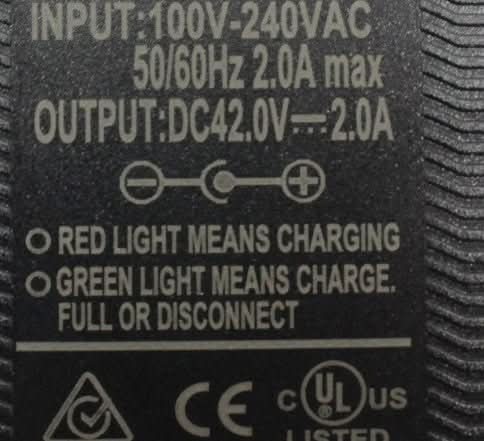 INPUT:100V-240VAC
50/60Hz 2.0A max
OUTPUT:DC42.0V⎓2.0A
RED LIGHT MEANS CHARGING
GREEN LIGHT MEANS CHARGE.
FULL OR DISCONNECT
CE C UL US
®
LISTED